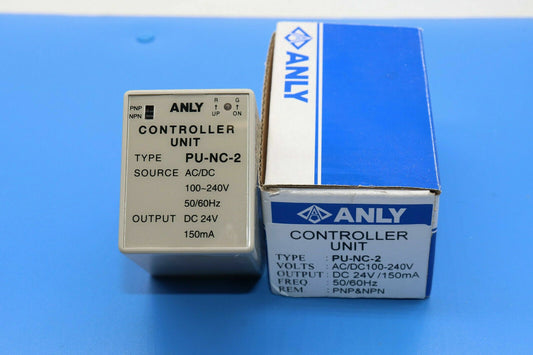 PNP
NPN
ANLY
R G
↑ ↑
UP ON
CONTROLLER
UNIT
TYPE PU-NC-2
SOURCE AC/DC
100~240V
50/60Hz
OUTPUT DC 24V
150mA
ANLY
ANLY
CONTROLLER
UNIT
TYPE : PU-NC-2
VOLTS : AC/DC100-240V
OUTPUT : DC 24V/150mA
FREQ : 50/60Hz
REM : PNP&NPN